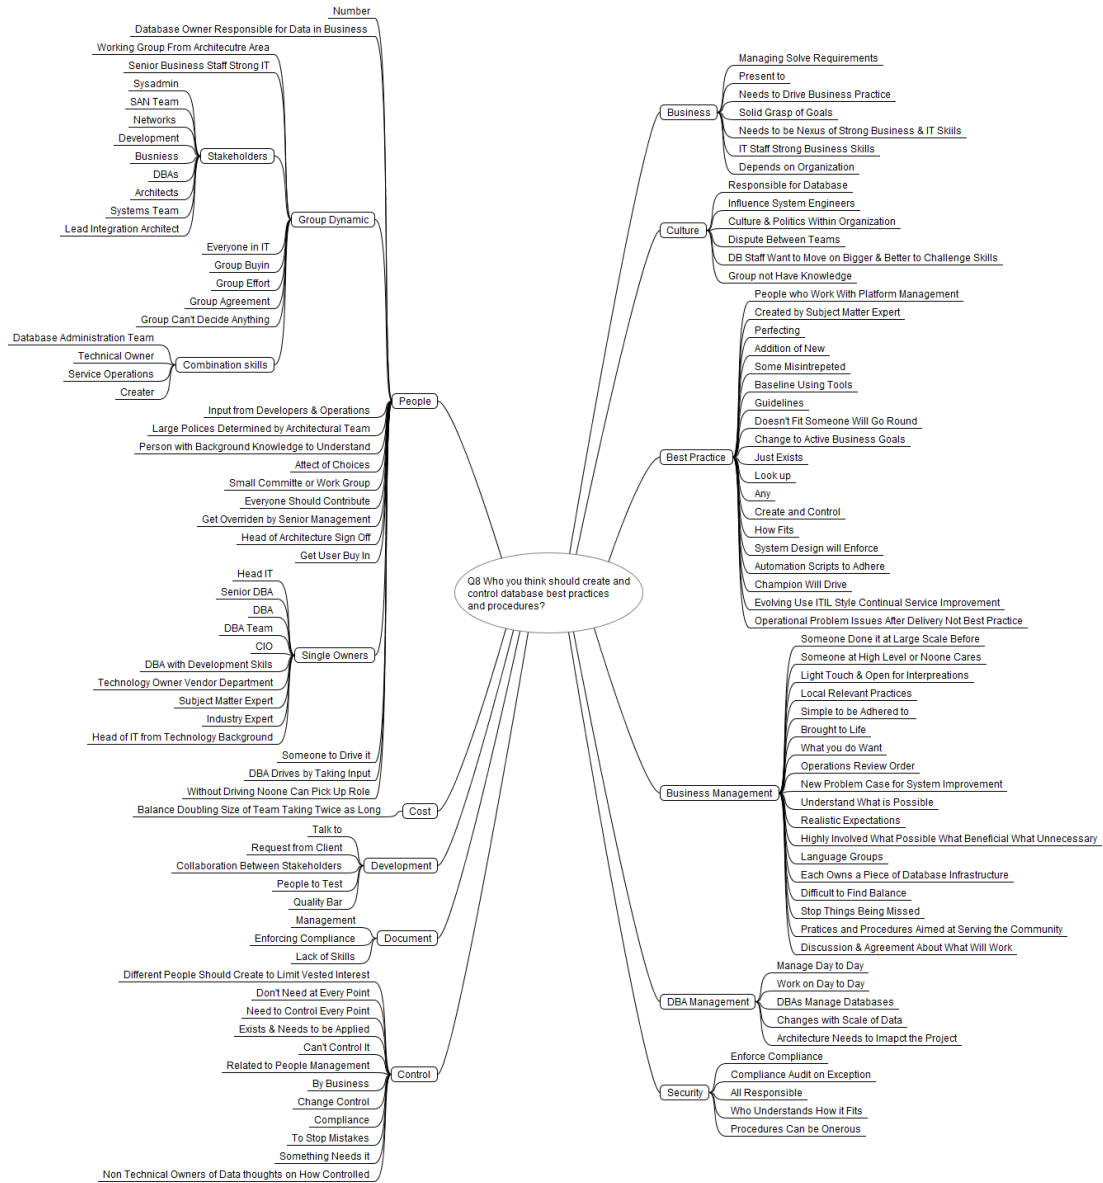 Number
Database Owner Responsible for Data in Business
Working Group From Architecutre Area
Senior Business Staff Strong IT
Sysadmin
SAN Team
Networks
Development
Busniess
DBAs
Architects
Systems Team
Lead Integration Architect
Stakeholders
Group Dynamic
Everyone in IT
Group Buyin
Group Effort
Group Agreement
Group Can't Decide Anything
Database Administration Team
Technical Owner
Service Operations
Creater
Combination skills
People
Input from Developers & Operations
Large Polices Determined by Architectural Team
Person with Background Knowledge to Understand
Attect of Choices
Small Committe or Work Group
Everyone Should Contribute
Get Overriden by Senior Management
Head of Architecture Sign Off
Get User Buy In
Head IT
Senior DBA
DBA
DBA Team
CIO
DBA with Development Skils
Technology Owner Vendor Department
Subject Matter Expert
Industry Expert
Head of IT from Technology Background
Single Owners
Someone to Drive it
DBA Drives by Taking Input
Without Driving Noone Can Pick Up Role
Balance Doubling Size of Team Taking Twice as Long
Cost
Talk to
Request from Client
Collaboration Between Stakeholders
People to Test
Quality Bar
Development
Management
Enforcing Compliance
Lack of Skills
Document
Different People Should Create to Limit Vested Interest
Don't Need at Every Point
Need to Control Every Point
Exists & Needs to be Applied
Can't Control It
Related to People Management
By Business
Change Control
Compliance
To Stop Mistakes
Something Needs it
Non Technical Owners of Data thoughts on How Controlled
Control
Q8 Who you think should create and
control database best practices
and procedures?
Business
Managing Solve Requirements
Present to
Needs to Drive Business Practice
Solid Grasp of Goals
Needs to be Nexus of Strong Business & IT Skiils
IT Staff Strong Business Skills
Depends on Organization
Culture
Responsible for Database
Influence System Engineers
Culture & Politics Within Organization
Dispute Between Teams
DB Staff Want to Move on Bigger & Better to Challenge Skills
Group not Have Knowledge
Best Practice
People who Work With Platform Management
Created by Subject Matter Expert
Perfecting
Addition of New
Some Misintrepeted
Baseline Using Tools
Guidelines
Doesn't Fit Someone Will Go Round
Change to Active Business Goals
Just Exists
Look up
Any
Create and Control
How Fits
System Design will Enforce
Automation Scripts to Adhere
Champion Will Drive
Evolving Use ITIL Style Continual Service Improvement
Operational Problem Issues After Delivery Not Best Practice
Business Management
Someone Done it at Large Scale Before
Someone at High Level or Noone Cares
Light Touch & Open for Interpreations
Local Relevant Practices
Simple to be Adhered to
Brought to Life
What you do Want
Operations Review Order
New Problem Case for System Improvement
Understand What is Possible
Realistic Expectations
Highly Involved What Possible What Beneficial What Unnecessary
Language Groups
Each Owns a Piece of Database Infrastructure
Difficult to Find Balance
Stop Things Being Missed
Pratices and Procedures Aimed at Serving the Community
Discussion & Agreement About What Will Work
DBA Management
Manage Day to Day
Work on Day to Day
DBAs Manage Databases
Changes with Scale of Data
Architecture Needs to Imapct the Project
Security
Enforce Compliance
Compliance Audit on Exception
All Responsible
Who Understands How it Fits
Procedures Can be Onerous